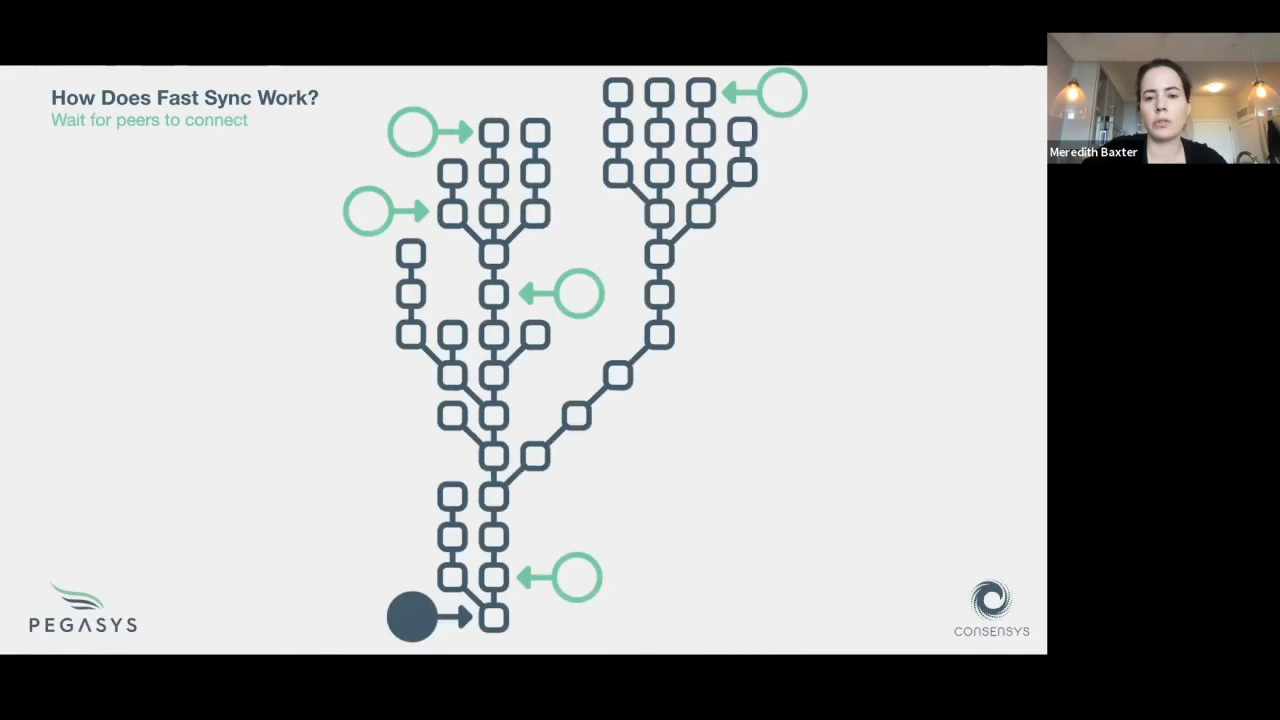 How Does Fast Sync Work?
Wait for peers to connect
Meredith Baxter
PEGASYS
CONSENSYS